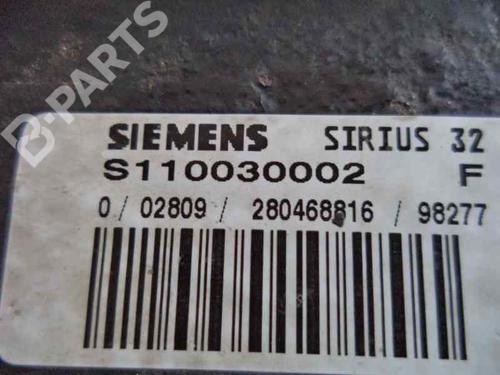 B-PARTS
SIEMENS SIRIUS 32
S110030002 F
0/ 02809/ 280468816 / 98277